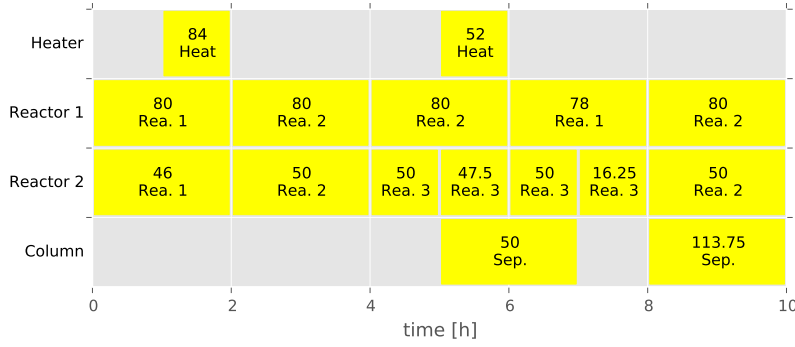 Heater
84
Heat
52
Heat
Reactor 1
80
Rea. 1
80
Rea. 2
80
Rea. 2
78
Rea. 1
80
Rea. 2
Reactor 2
46
Rea. 1
50
Rea. 2
50
Rea. 3
47.5
Rea. 3
50
Rea. 3
16.25
Rea. 3
50
Rea. 2
Column
50
Sep.
113.75
Sep.
0 2 4 6 8 10
time [h]